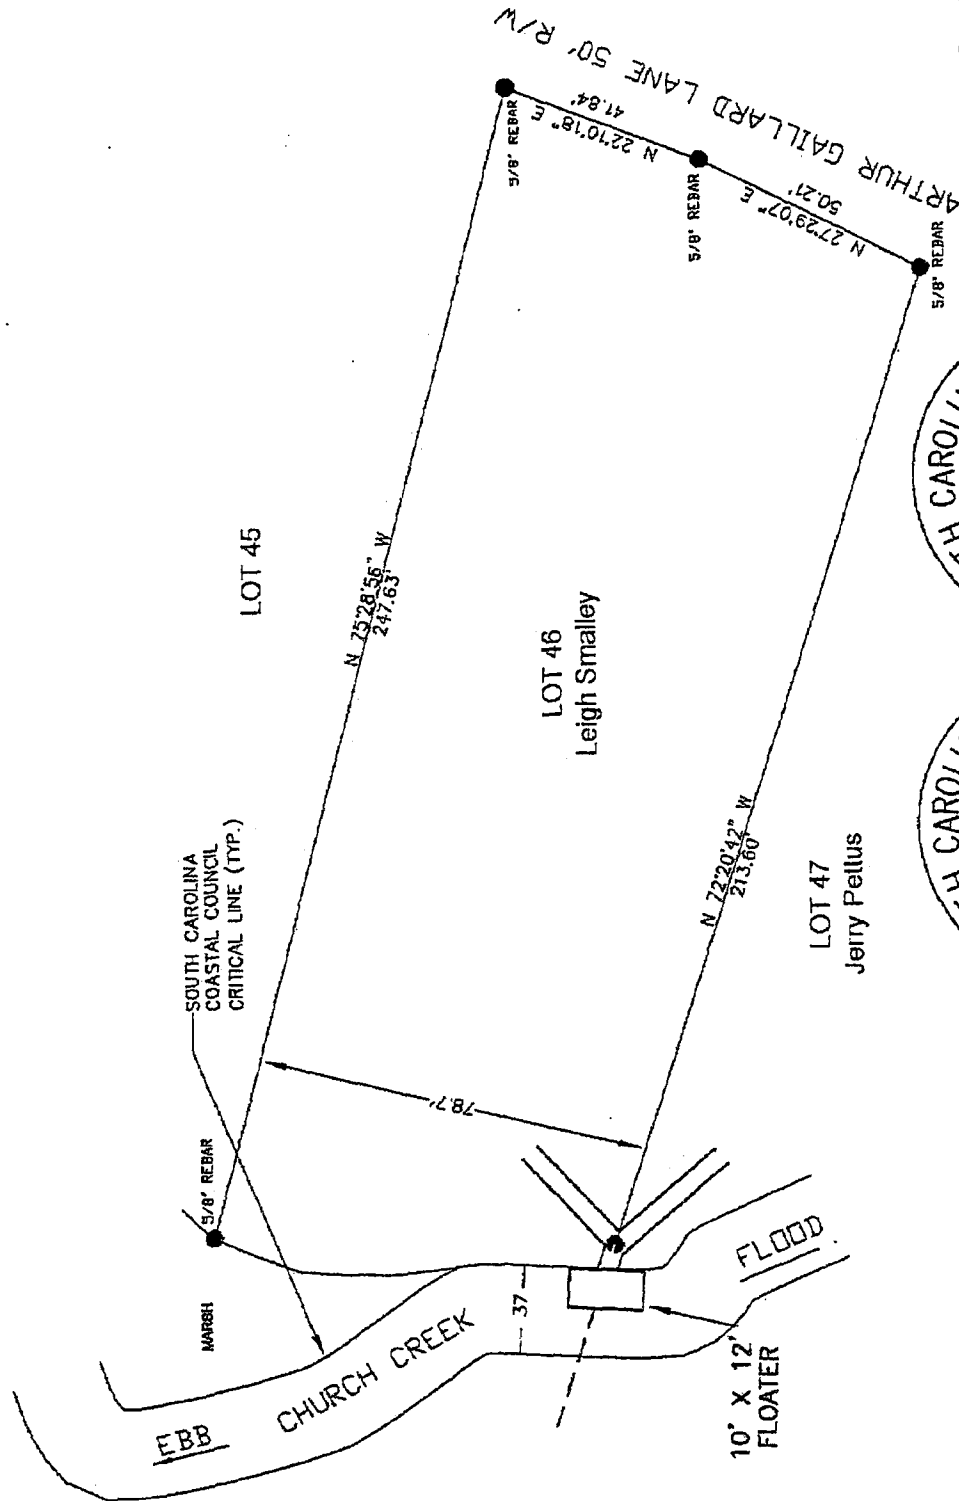 ARTHUR GAILLARD LANE 50' R/W
5/8' REBAR
N 22°10'18" E
41.84'
5/8' REBAR
N 27°29'07" E
50.21'
5/8' REBAR
LOT 45
N 75°28'56" W
247.63'
LOT 46
Leigh Smalley
SOUTH CAROLINA
COASTAL COUNCIL
CRITICAL LINE (TYP.)
N 72°20'42" W
213.60'
LOT 47
Jerry Pellus
78.7'
5/8' REBAR
MARSH
37
FLOOD
CHURCH CREEK
EBB
10' X 12'
FLOATER